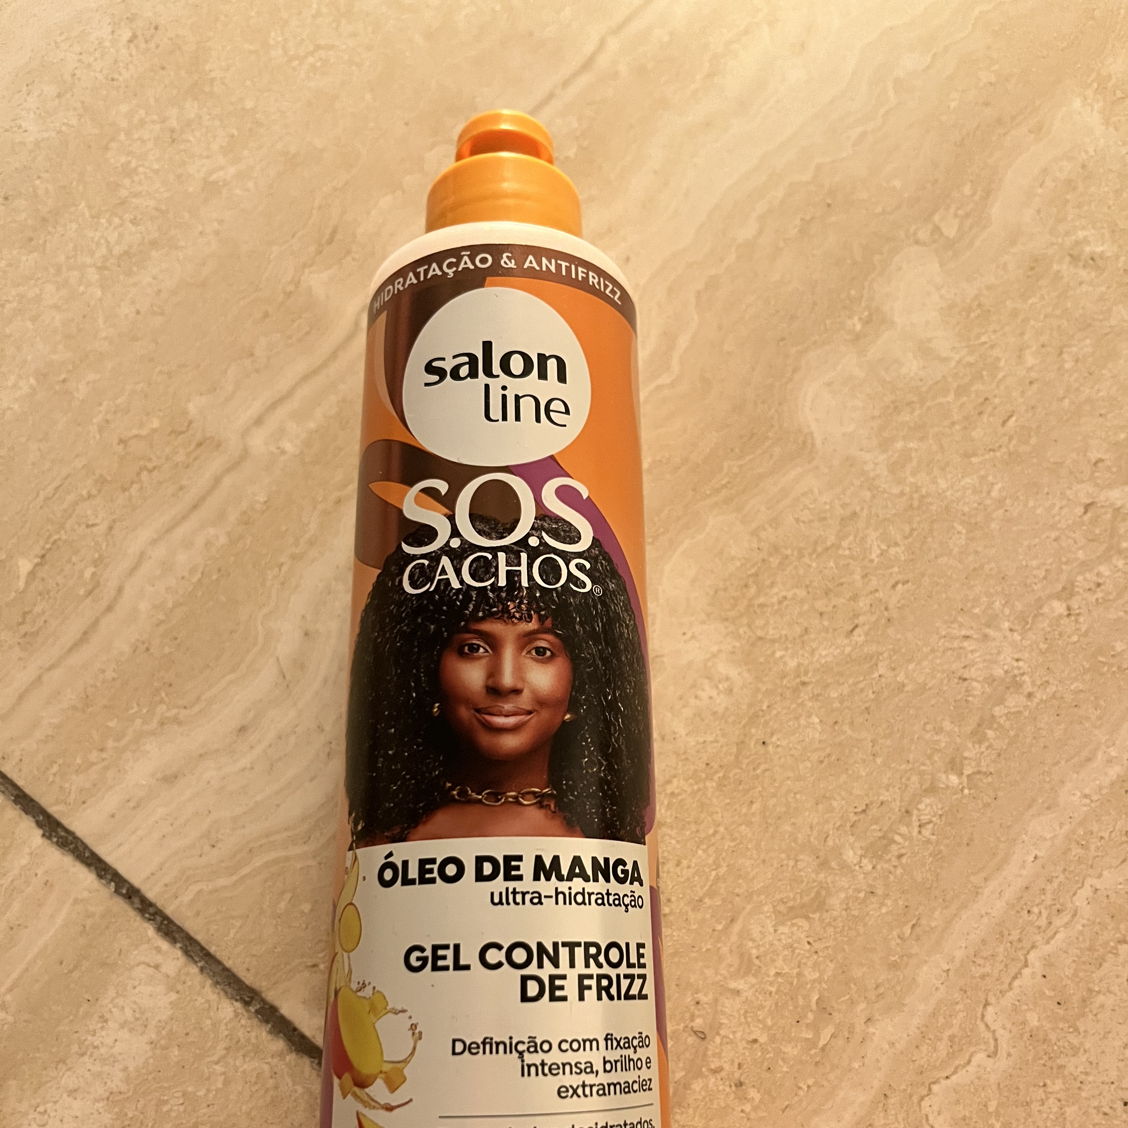 HIDRATAÇÃO & ANTIFRIZZ
salon
line
S.O.S
CACHOS®
ÓLEO DE MANGA
ultra-hidratação
GEL CONTROLE
DE FRIZZ
Definição com fixação
intensa, brilho e
extramaciez